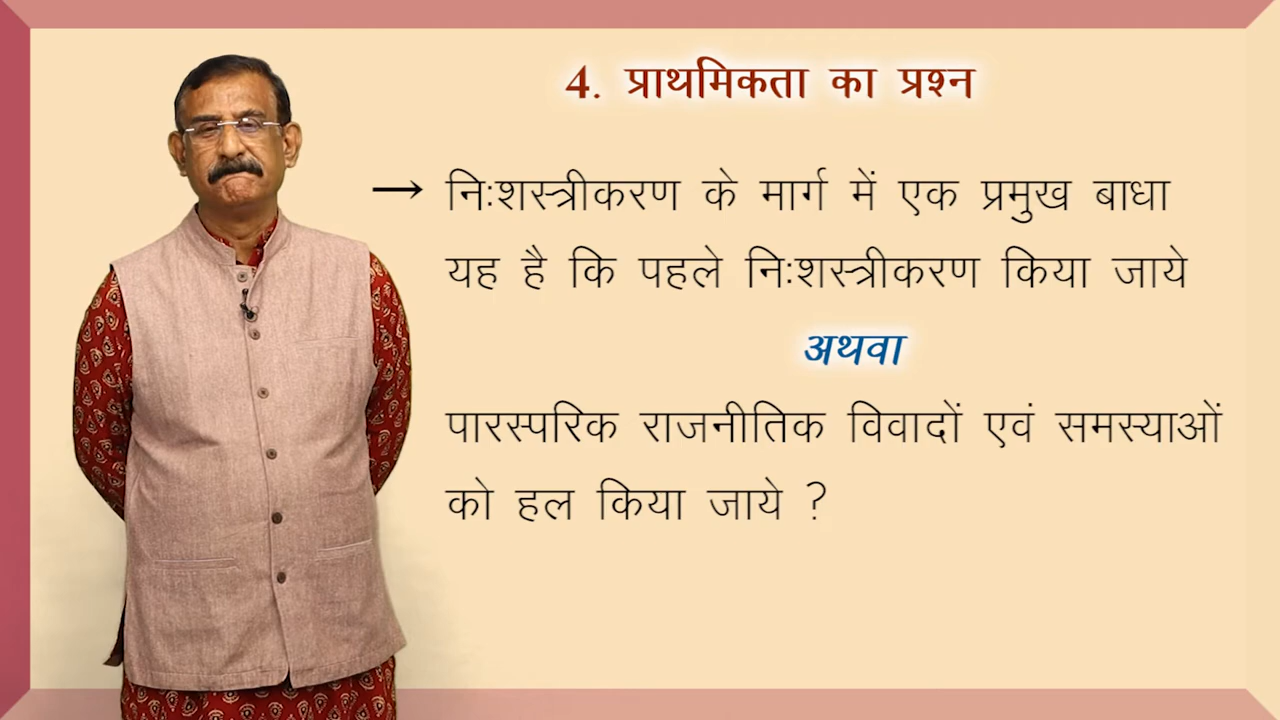 4. प्राथमिकता का प्रश्न
→ निःशस्त्रीकरण के मार्ग में एक प्रमुख बाधा
यह है कि पहले निःशस्त्रीकरण किया जाये
अथवा
पारस्परिक राजनीतिक विवादों एवं समस्याओं
को हल किया जाये ?